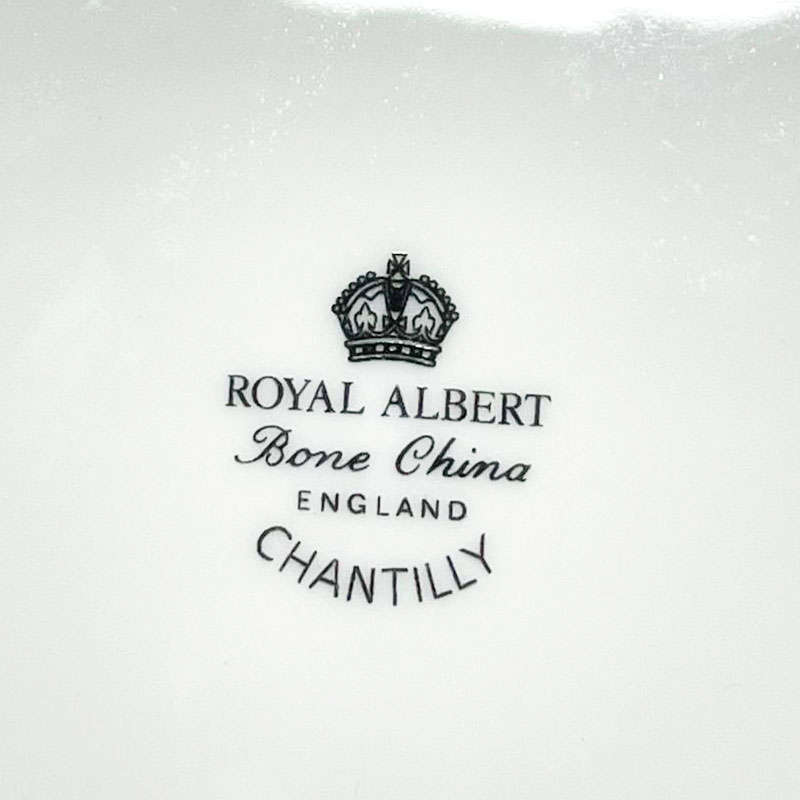 ROYAL ALBERT
Bone China
ENGLAND
CHANTILLY